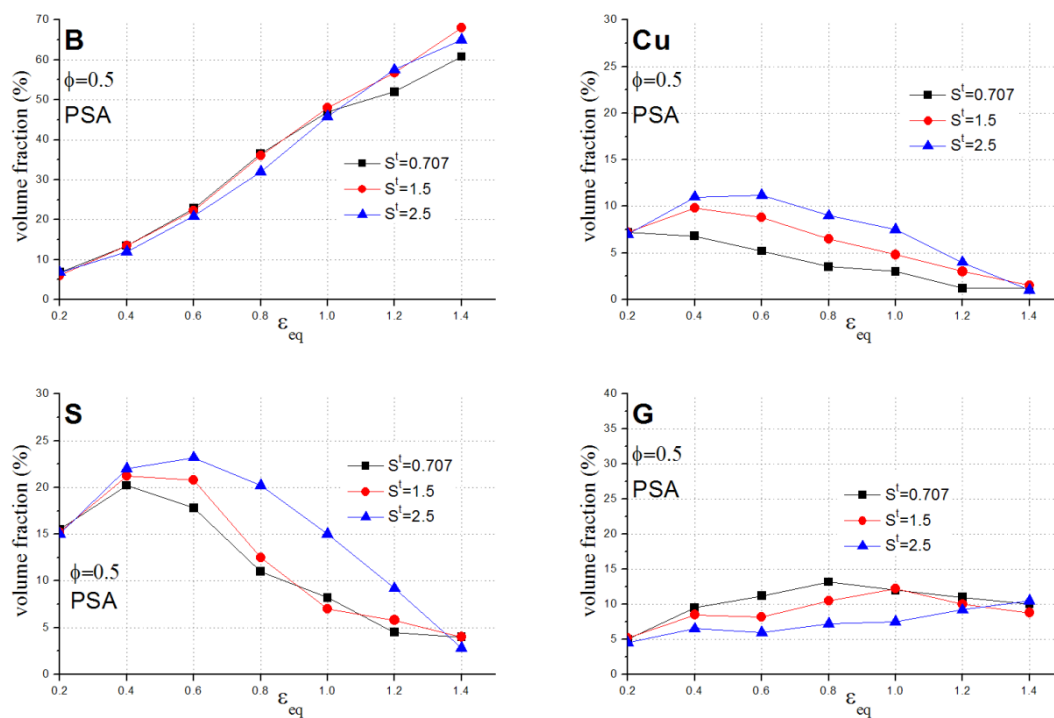 B
ϕ=0.5
PSA
volume fraction (%)
70
60
50
40
30
20
10
0
S^t=0.707
S^t=1.5
S^t=2.5
0.2 0.4 0.6 0.8 1.0 1.2 1.4
ε_eq
Cu
ϕ=0.5
PSA
volume fraction (%)
30
25
20
15
10
5
0
S^t=0.707
S^t=1.5
S^t=2.5
0.2 0.4 0.6 0.8 1.0 1.2 1.4
ε_eq
S
ϕ=0.5
PSA
volume fraction (%)
30
25
20
15
10
5
0
S^t=0.707
S^t=1.5
S^t=2.5
0.2 0.4 0.6 0.8 1.0 1.2 1.4
ε_eq
G
ϕ=0.5
PSA
volume fraction (%)
40
35
30
25
20
15
10
5
0
S^t=0.707
S^t=1.5
S^t=2.5
0.2 0.4 0.6 0.8 1.0 1.2 1.4
ε_eq